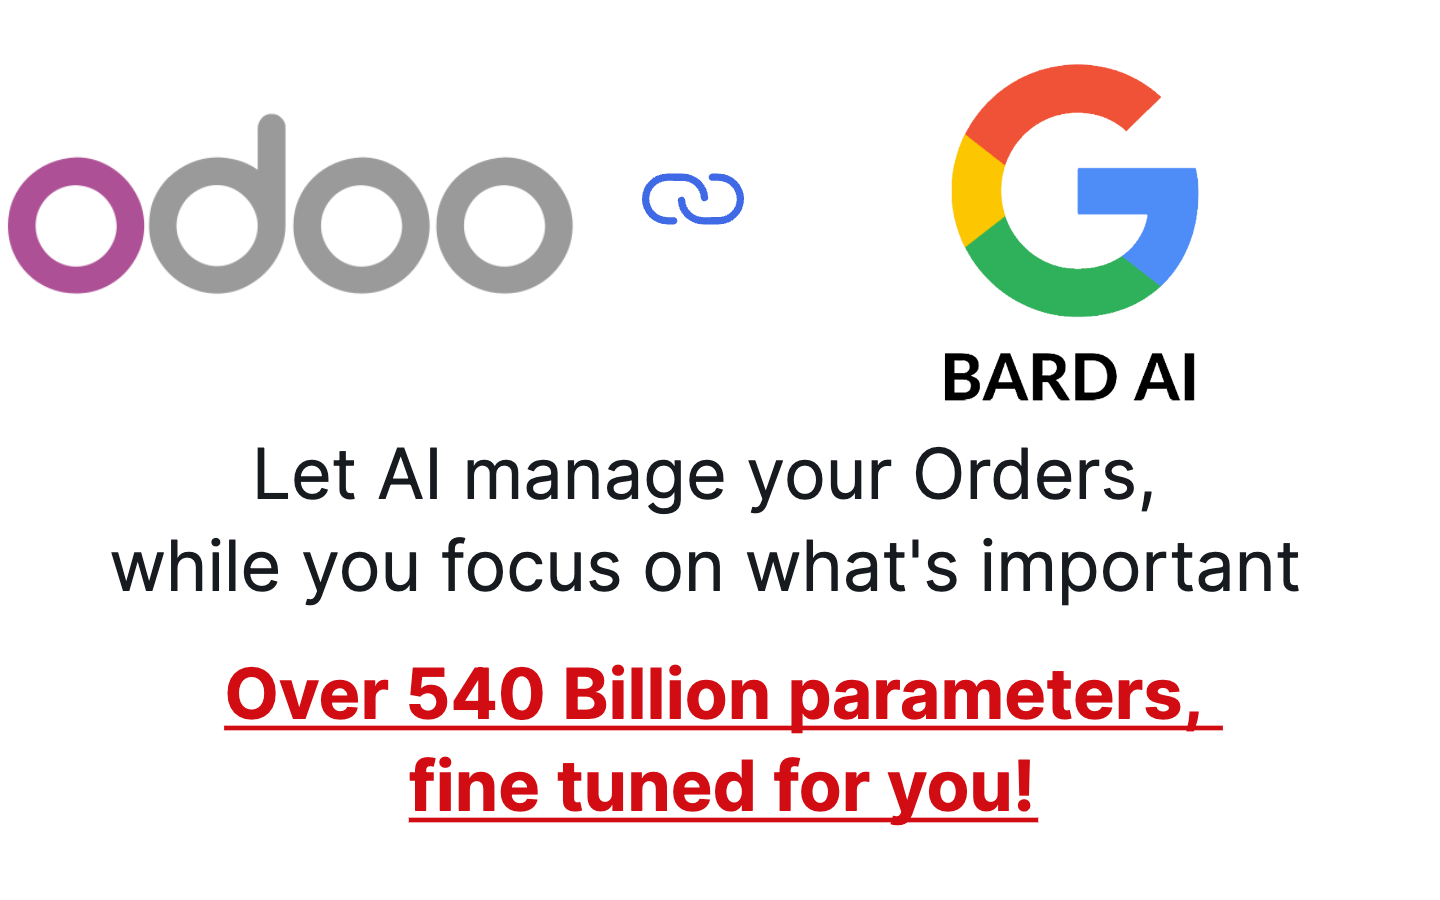 odoo
BARD AI
Let AI manage your Orders,
while you focus on what's important
Over 540 Billion parameters,
fine tuned for you!